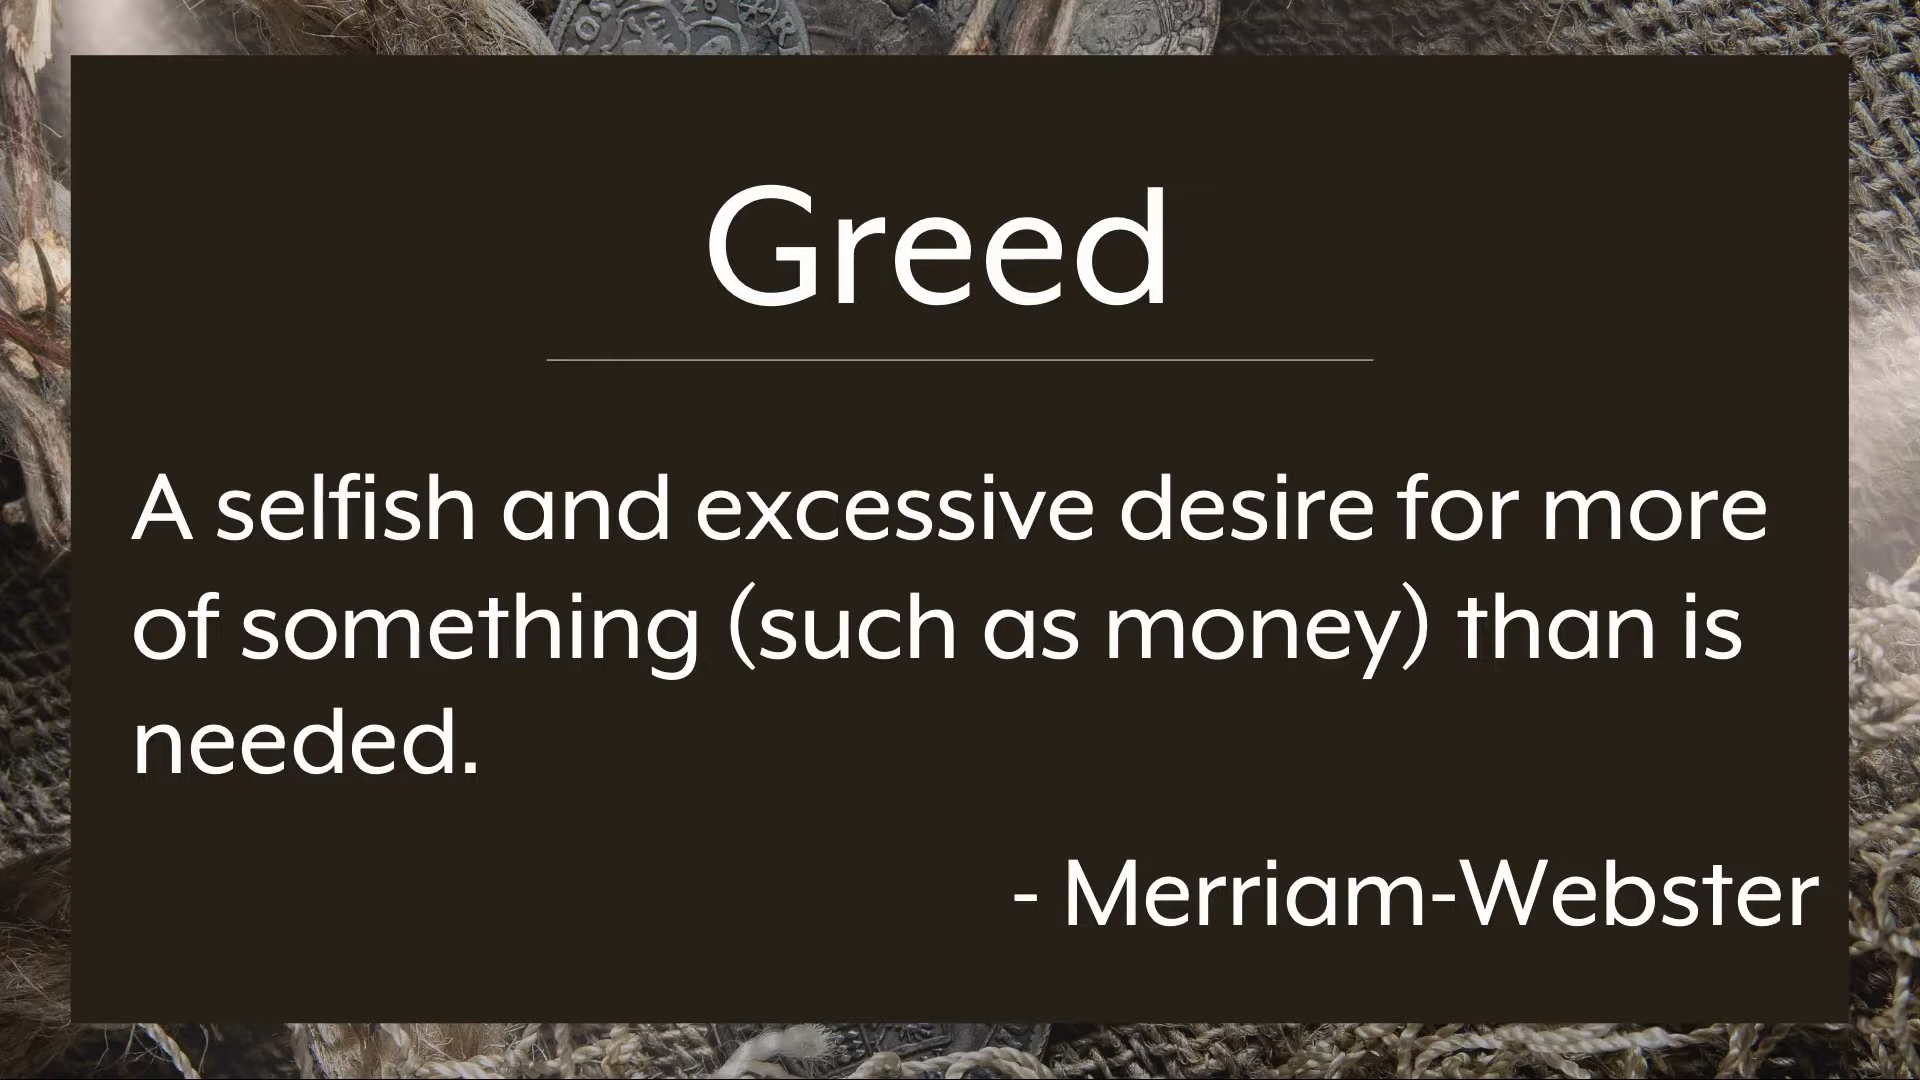 Greed
A selfish and excessive desire for more
of something (such as money) than is
needed.
- Merriam-Webster